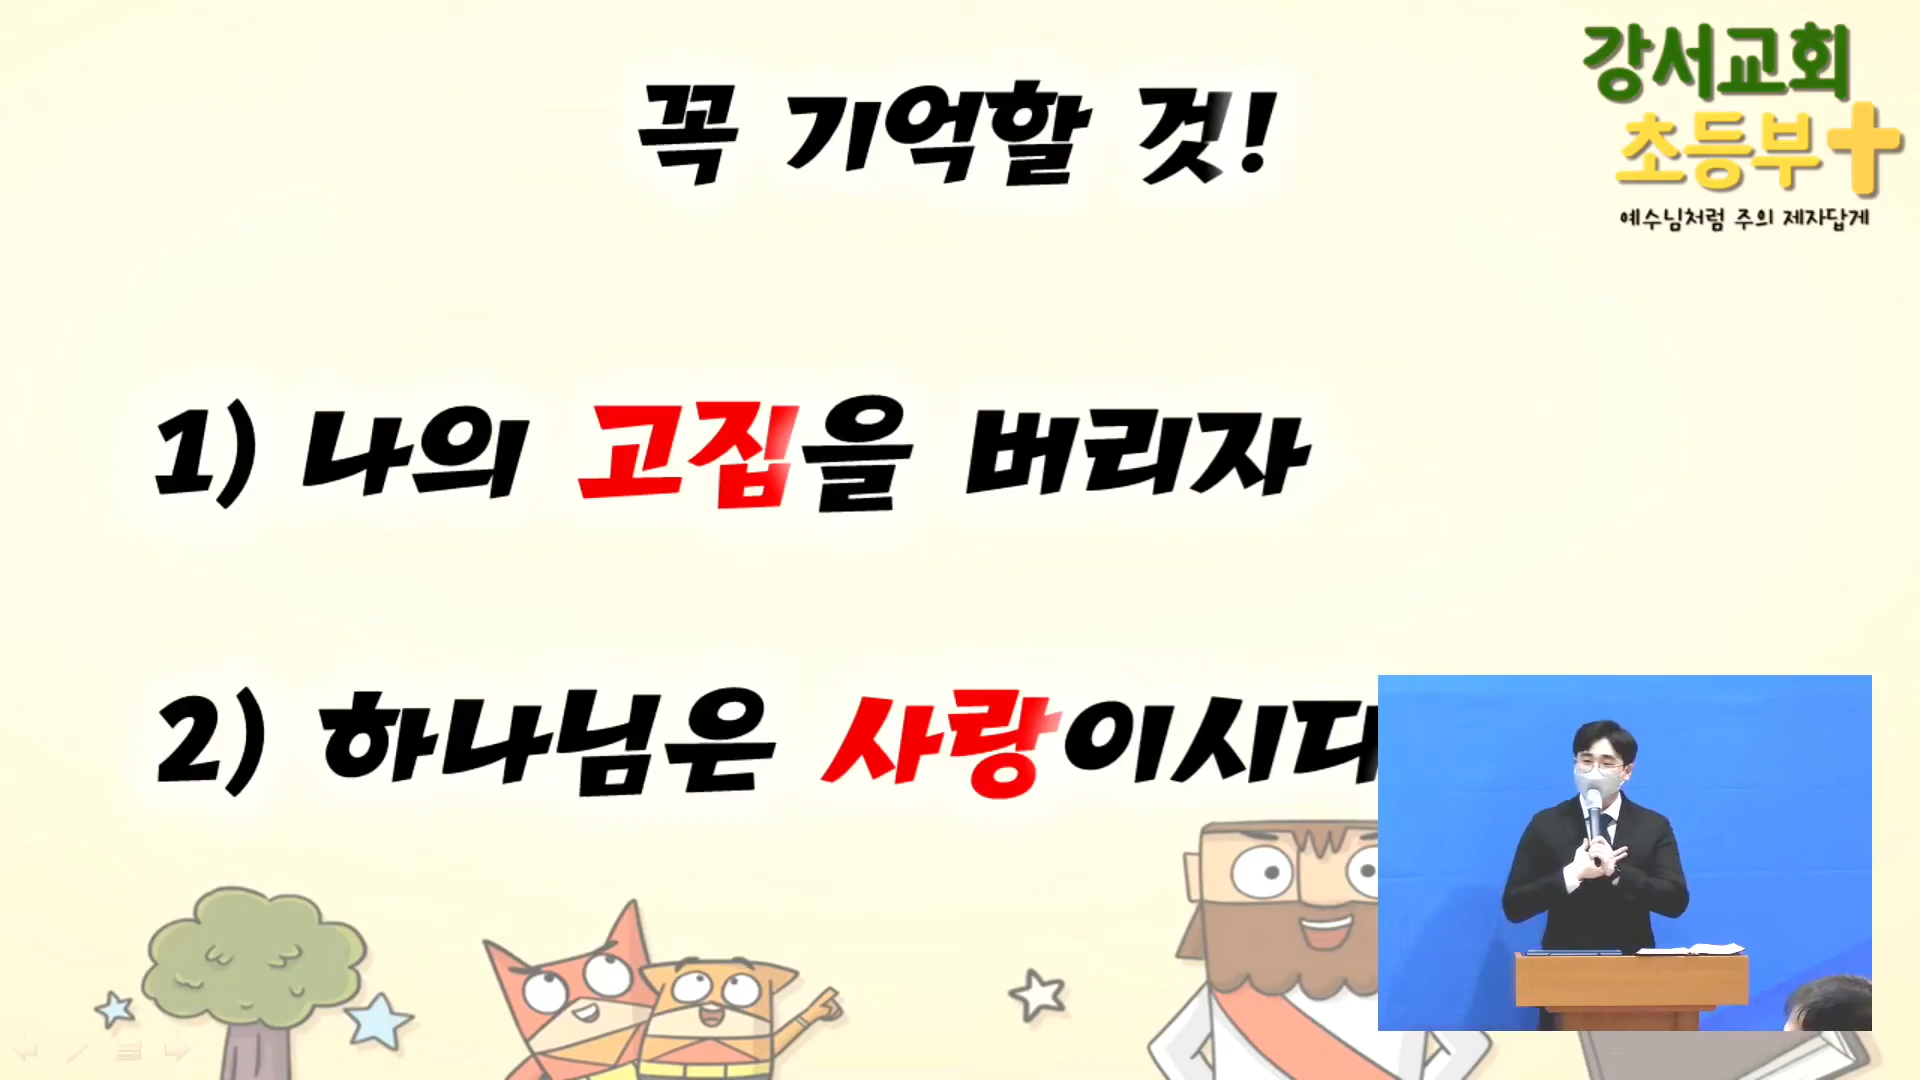 꼭 기억할 것!
강서교회
초등부
예수님처럼 주의 제자답게
1) 나의 고집을 버리자
2) 하나님은 사랑이시다